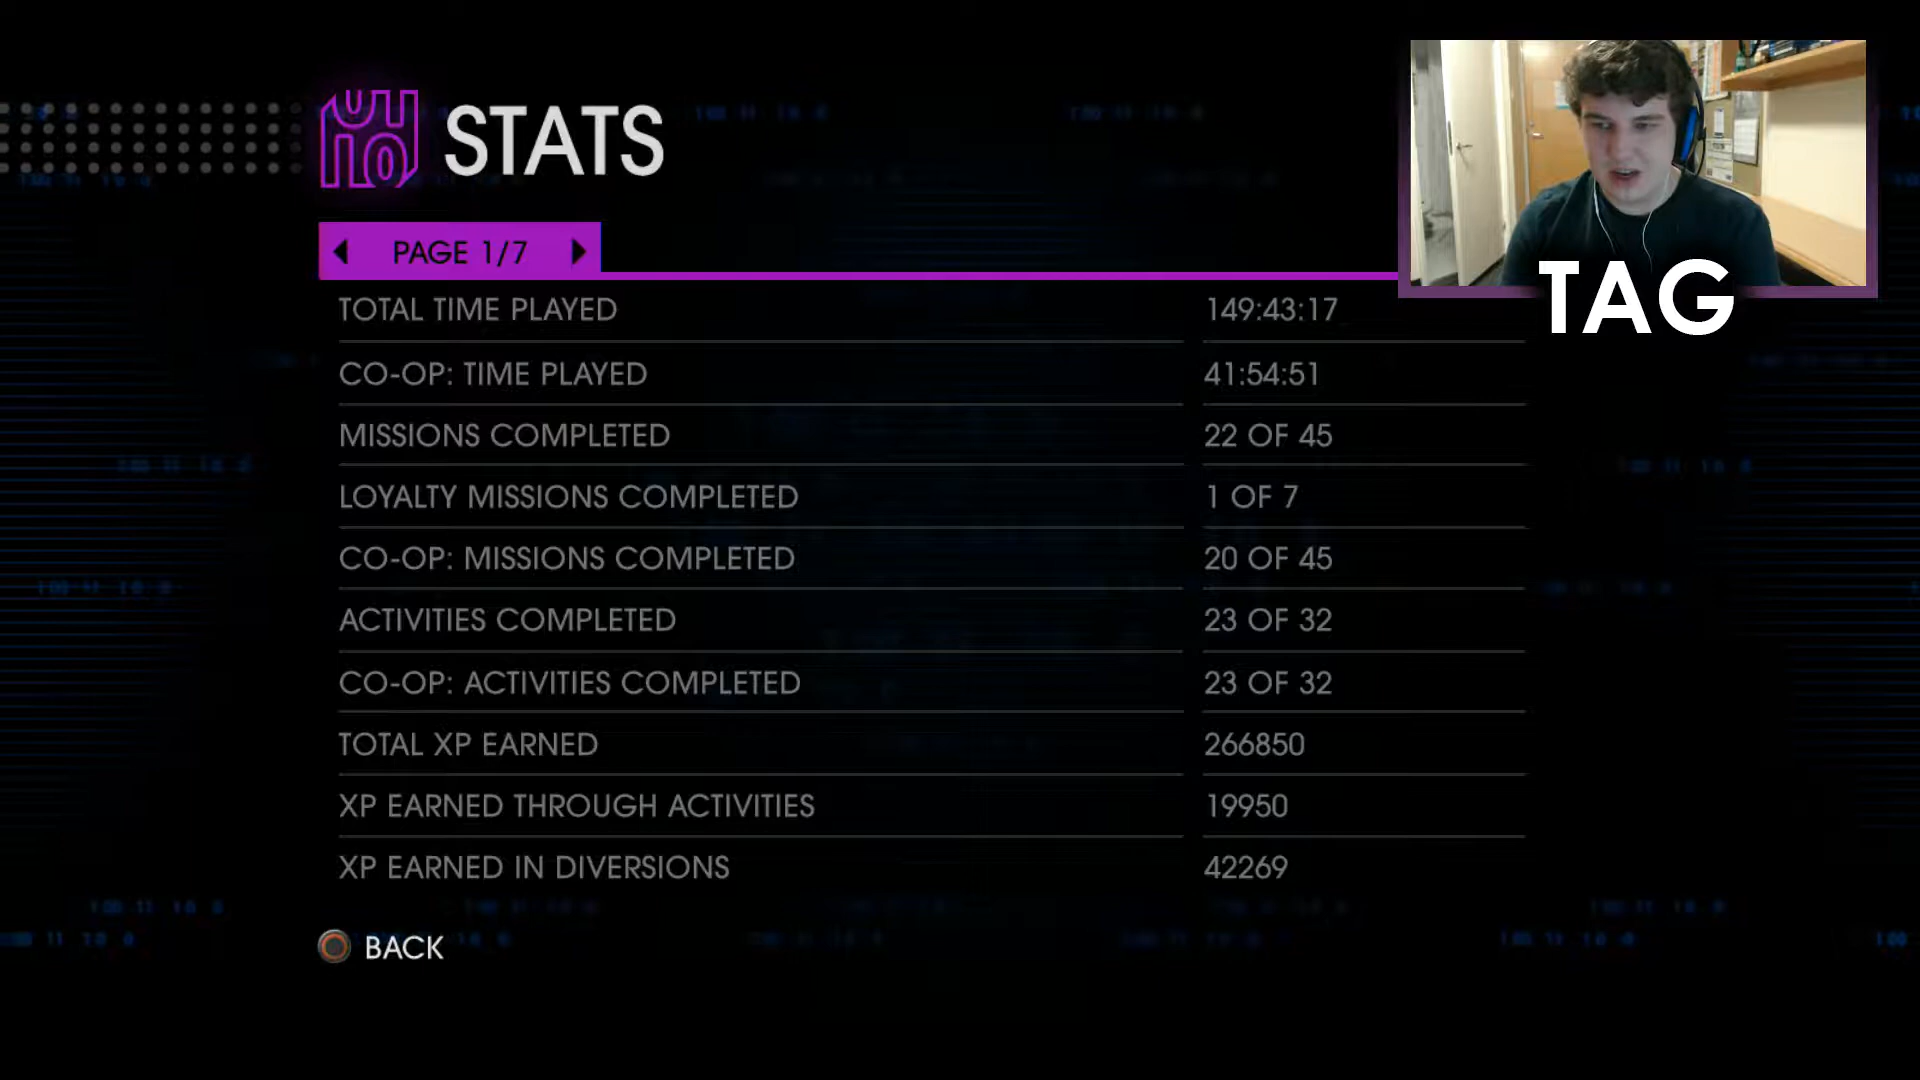 STATS
PAGE 1/7
TOTAL TIME PLAYED 149:43:17
CO-OP: TIME PLAYED 41:54:51
MISSIONS COMPLETED 22 OF 45
LOYALTY MISSIONS COMPLETED 1 OF 7
CO-OP: MISSIONS COMPLETED 20 OF 45
ACTIVITIES COMPLETED 23 OF 32
CO-OP: ACTIVITIES COMPLETED 23 OF 32
TOTAL XP EARNED 266850
XP EARNED THROUGH ACTIVITIES 19950
XP EARNED IN DIVERSIONS 42269
BACK
TAG